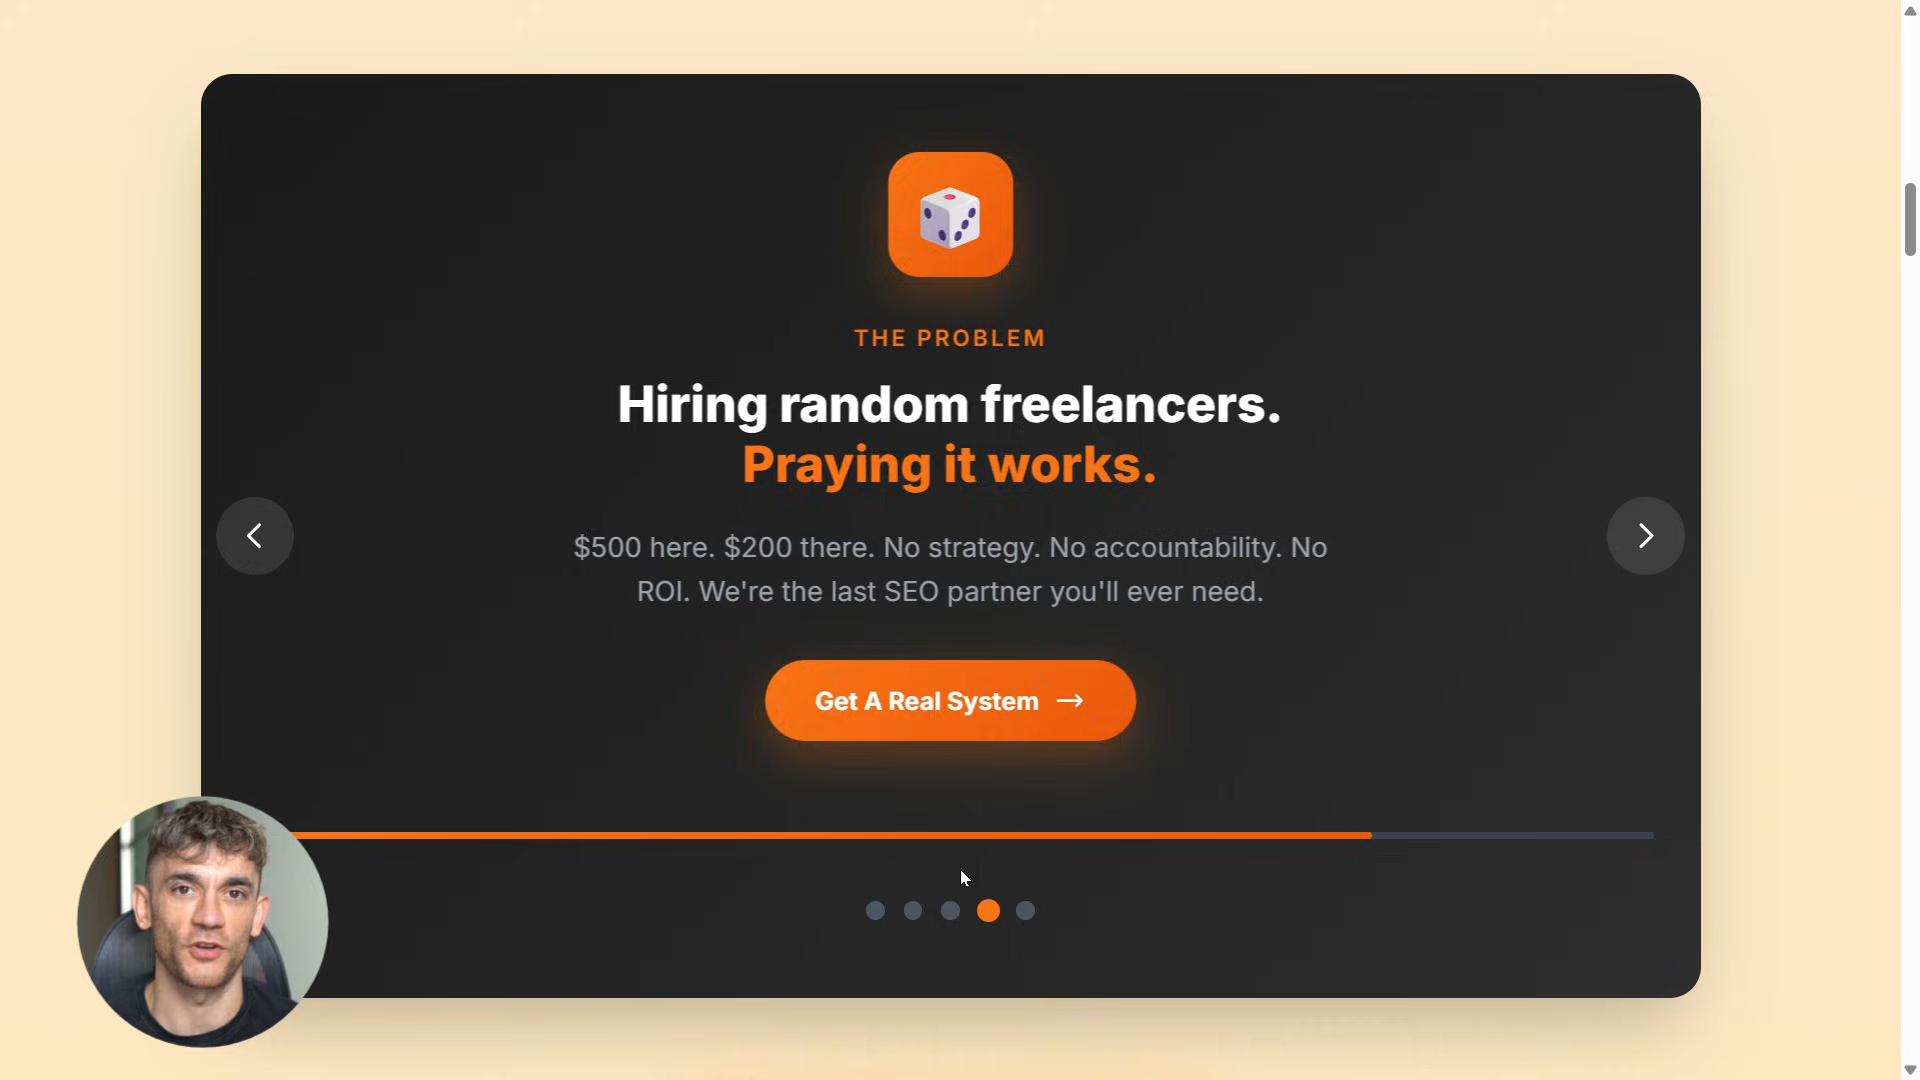 THE PROBLEM
Hiring random freelancers.
Praying it works.
$500 here. $200 there. No strategy. No accountability. No
ROI. We're the last SEO partner you'll ever need.
Get A Real System →